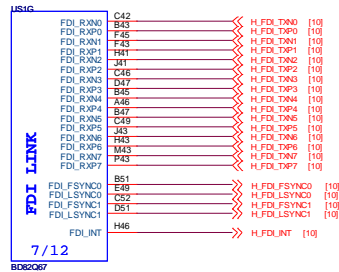 US1G
FDI_RXN0 C42 H_FDI_TXN0 [10]
FDI_RXP0 B43 H_FDI_TXP0 [10]
FDI_RXN1 F45 H_FDI_TXN1 [10]
FDI_RXP1 F43 H_FDI_TXP1 [10]
FDI_RXN2 H41 H_FDI_TXN2 [10]
FDI_RXP2 J41 H_FDI_TXP2 [10]
FDI_RXN3 C46 H_FDI_TXN3 [10]
FDI_RXP3 D47 H_FDI_TXP3 [10]
FDI_RXN4 B45 H_FDI_TXN4 [10]
FDI_RXP4 A46 H_FDI_TXP4 [10]
FDI_RXN5 B47 H_FDI_TXN5 [10]
FDI_RXP5 C49 H_FDI_TXP5 [10]
FDI_RXN6 J43 H_FDI_TXN6 [10]
FDI_RXP6 H43 H_FDI_TXP6 [10]
FDI_RXN7 M43 H_FDI_TXN7 [10]
FDI_RXP7 P43 H_FDI_TXP7 [10]
FDI_FSYNC0 B51 H_FDI_FSYNC0 [10]
FDI_LSYNC0 E49 H_FDI_LSYNC0 [10]
FDI_FSYNC1 C52 H_FDI_FSYNC1 [10]
FDI_LSYNC1 D51 H_FDI_LSYNC1 [10]
FDI_INT H46 H_FDI_INT [10]
FDI LINK
7/12
BD82Q67